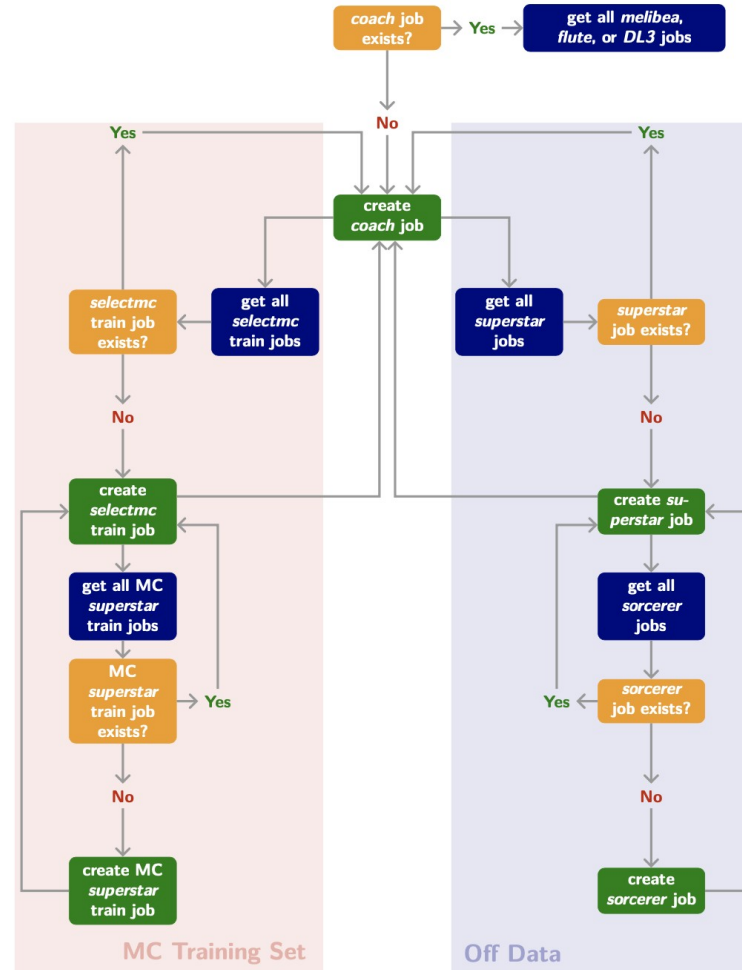 coach job
exists?
Yes
get all melibea,
flute, or DL3 jobs
No
Yes
Yes
create
coach job
selectmc
train job
exists?
get all
selectmc
train jobs
get all
superstar
jobs
superstar
job exists?
No
No
create
selectmc
train job
create su-
perstar job
get all MC
superstar
train jobs
get all
sorcerer
jobs
MC
superstar
train job
exists?
Yes
Yes
sorcerer
job exists?
No
No
create MC
superstar
train job
create
sorcerer job
MC Training Set
Off Data